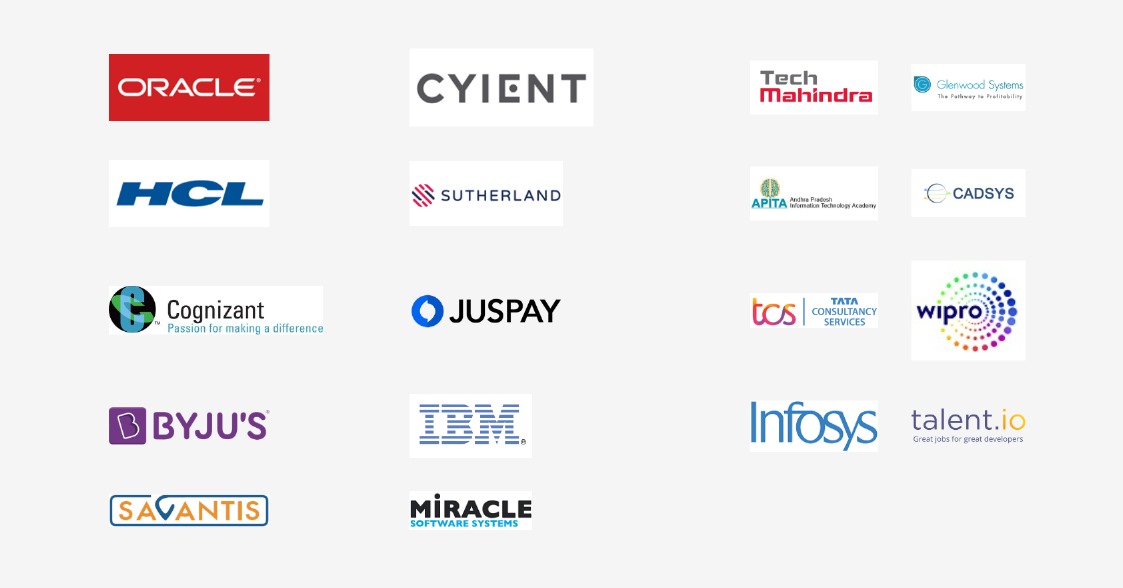 ORACLE®
CYIENT
Tech
Mahindra
Glenwood Systems
The Pathway to Profitability
HCL
SUTHERLAND
APITA
Andhra Pradesh
Information Technology Academy
CADSYS
Cognizant
Passion for making a difference
™
JUSPAY
tcs
TATA
CONSULTANCY
SERVICES
wipro
B BYJU'S®
IBM®
Infosys
talent.io
Great jobs for great developers
SAVANTIS
MiRACLE
SOFTWARE SYSTEMS